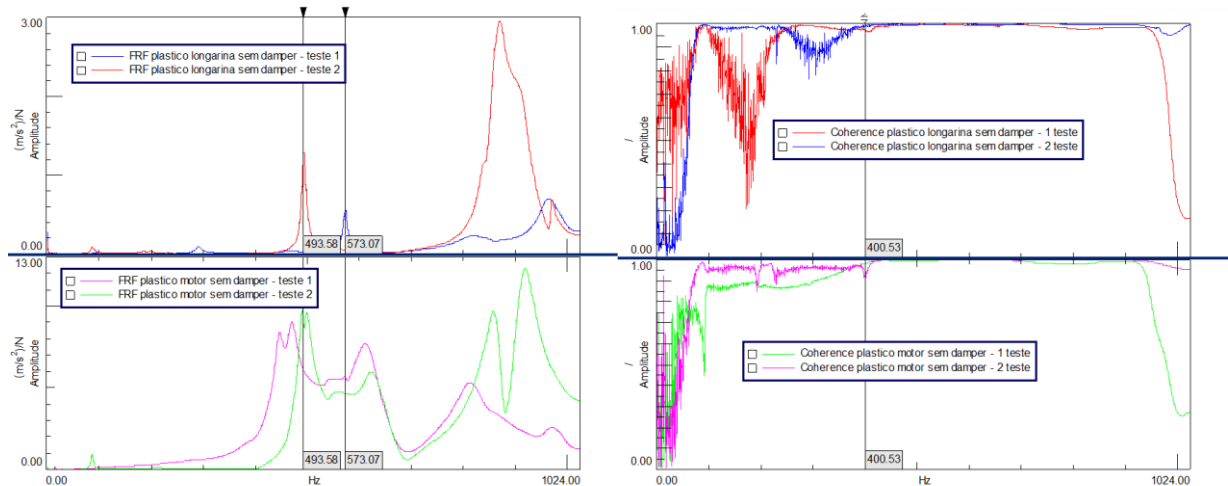 3.00
FRF plastico longarina sem damper - teste 1
FRF plastico longarina sem damper - teste 2
(m/s²)/N
Amplitude
0.00
493.58
573.07
13.00
FRF plastico motor sem damper - teste 1
FRF plastico motor sem damper - teste 2
(m/s²)/N
Amplitude
0.00
493.58
573.07
0.00
Hz
1024.00
1.00
Coherence plastico longarina sem damper - 1 teste
Coherence plastico longarina sem damper - 2 teste
/
Amplitude
0.00
400.53
1.00
Coherence plastico motor sem damper - 1 teste
Coherence plastico motor sem damper - 2 teste
/
Amplitude
0.00
400.53
0.00
Hz
1024.00